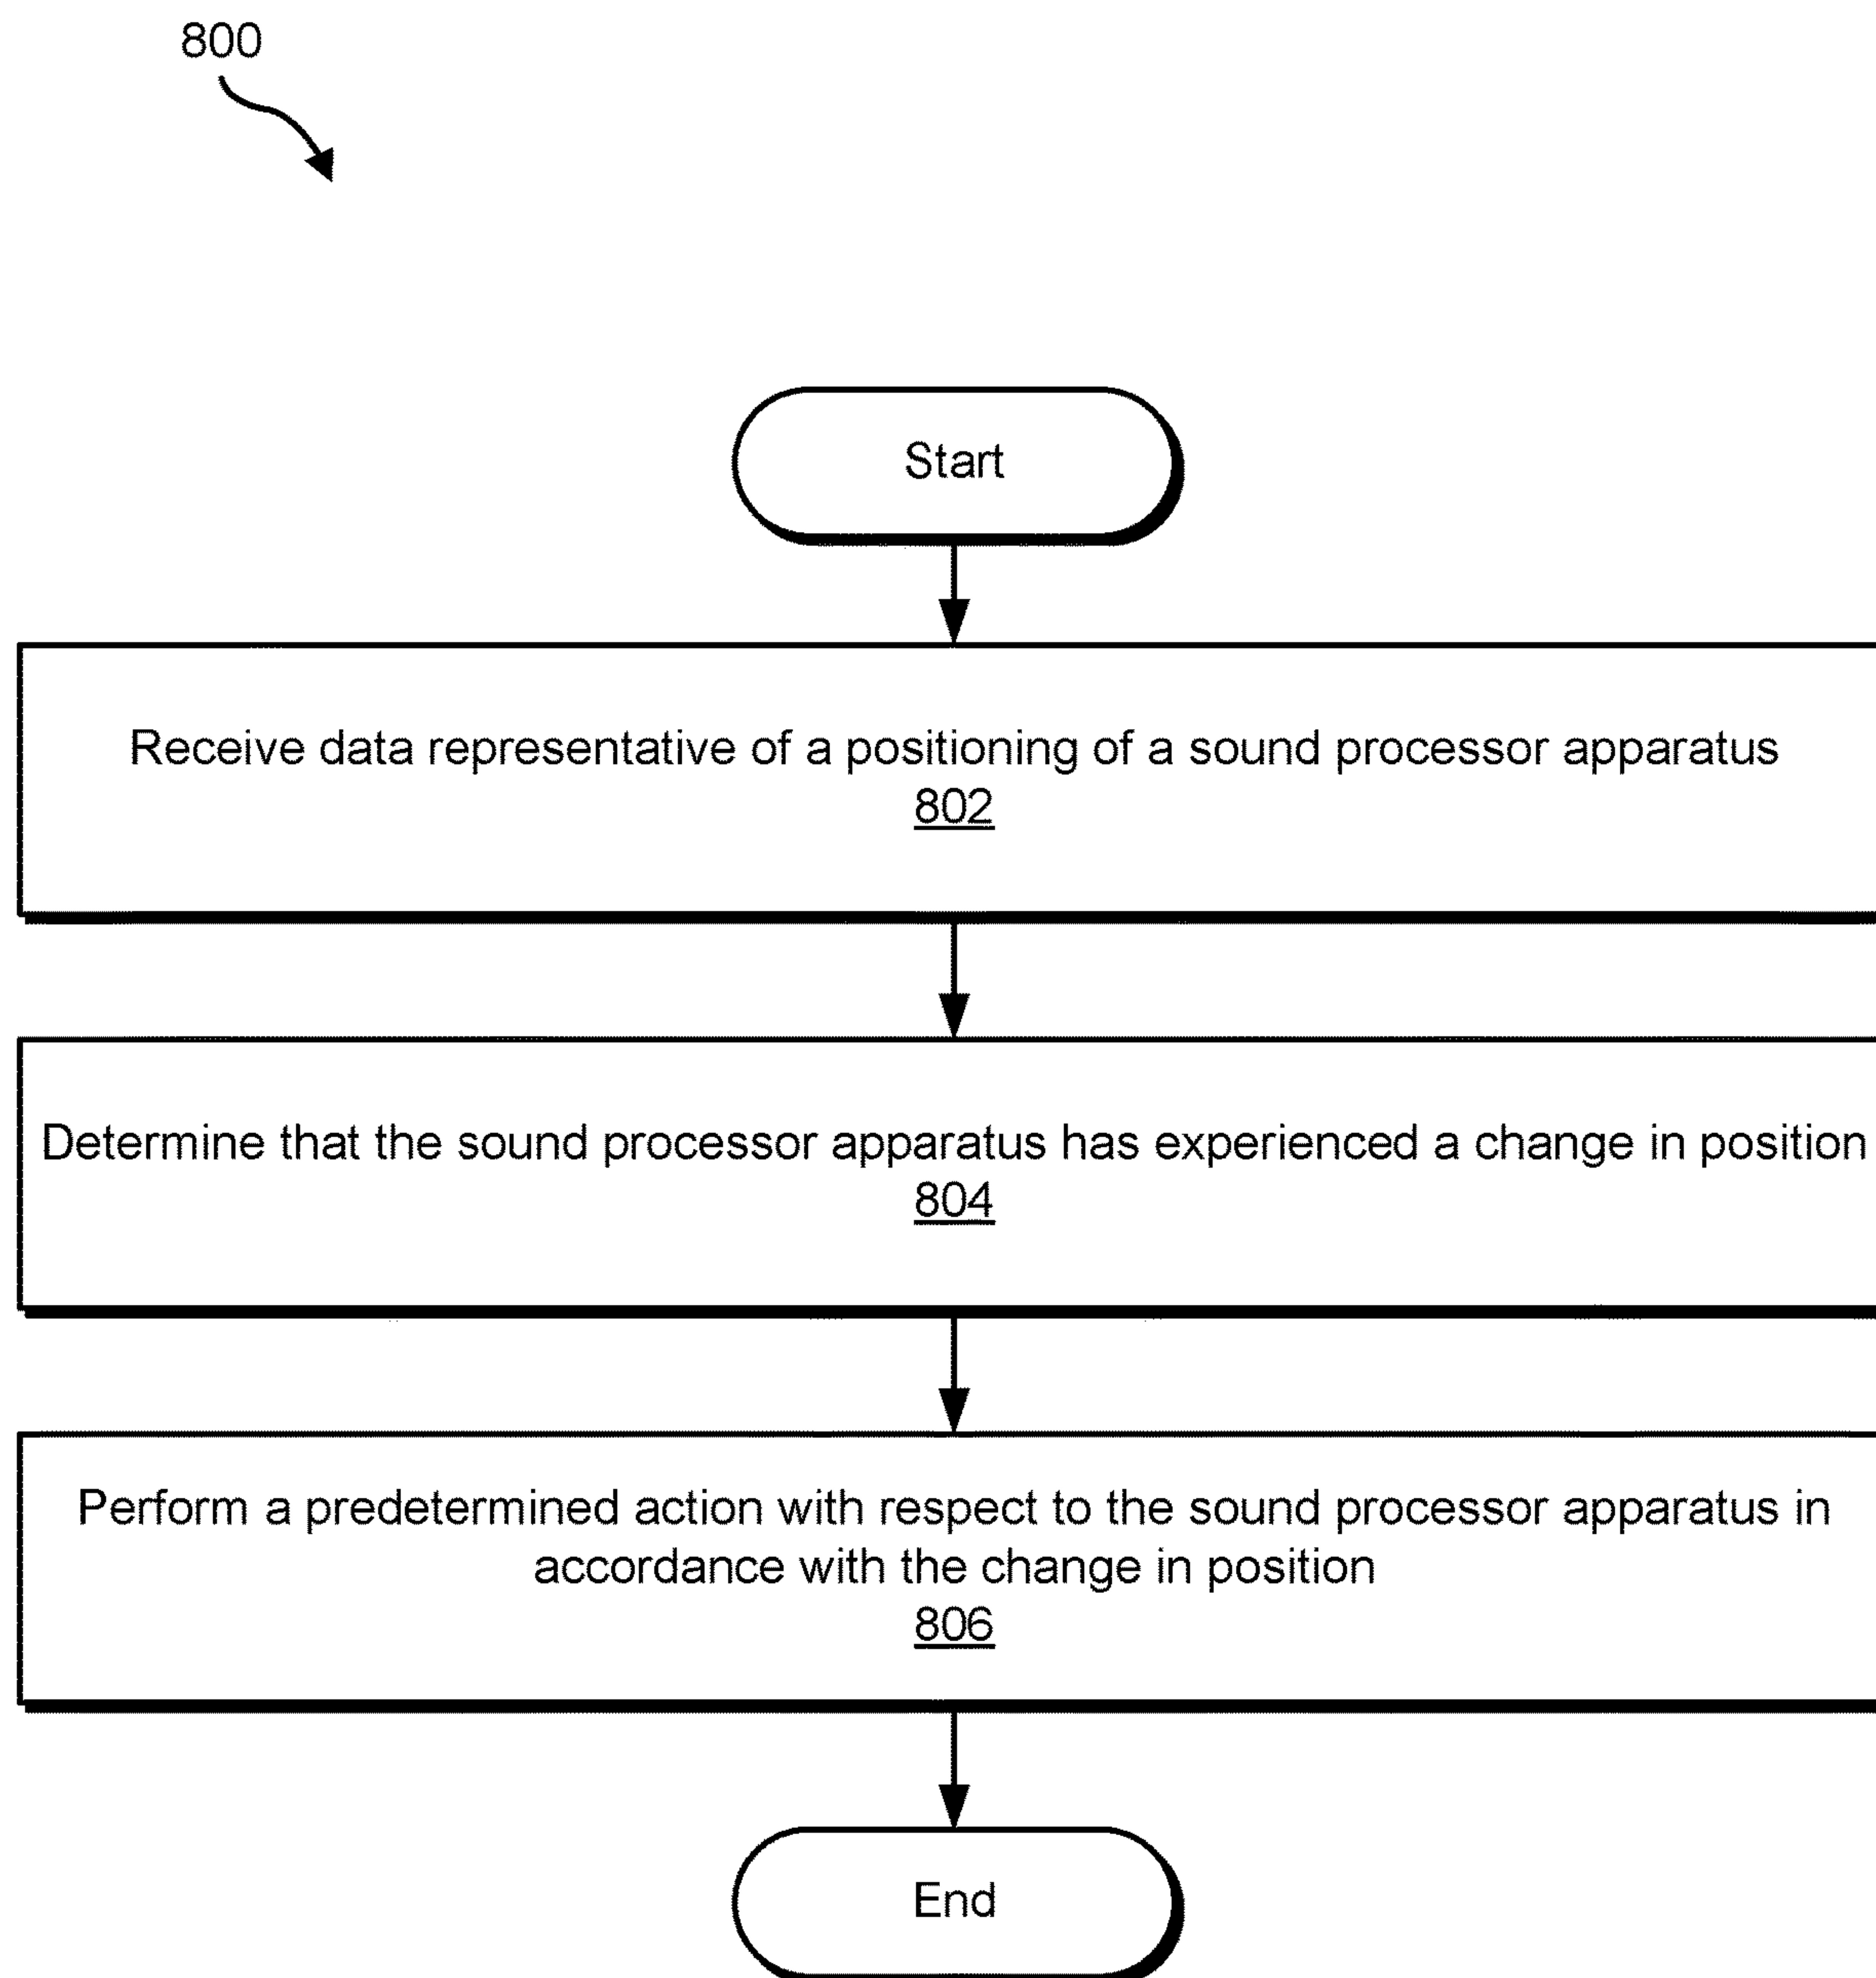 800
Start
Receive data representative of a positioning of a sound processor apparatus
802
Determine that the sound processor apparatus has experienced a change in position
804
Perform a predetermined action with respect to the sound processor apparatus in
accordance with the change in position
806
End